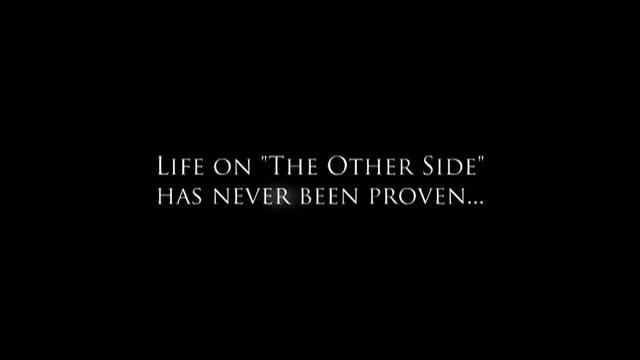 LIFE ON "THE OTHER SIDE"
HAS NEVER BEEN PROVEN...